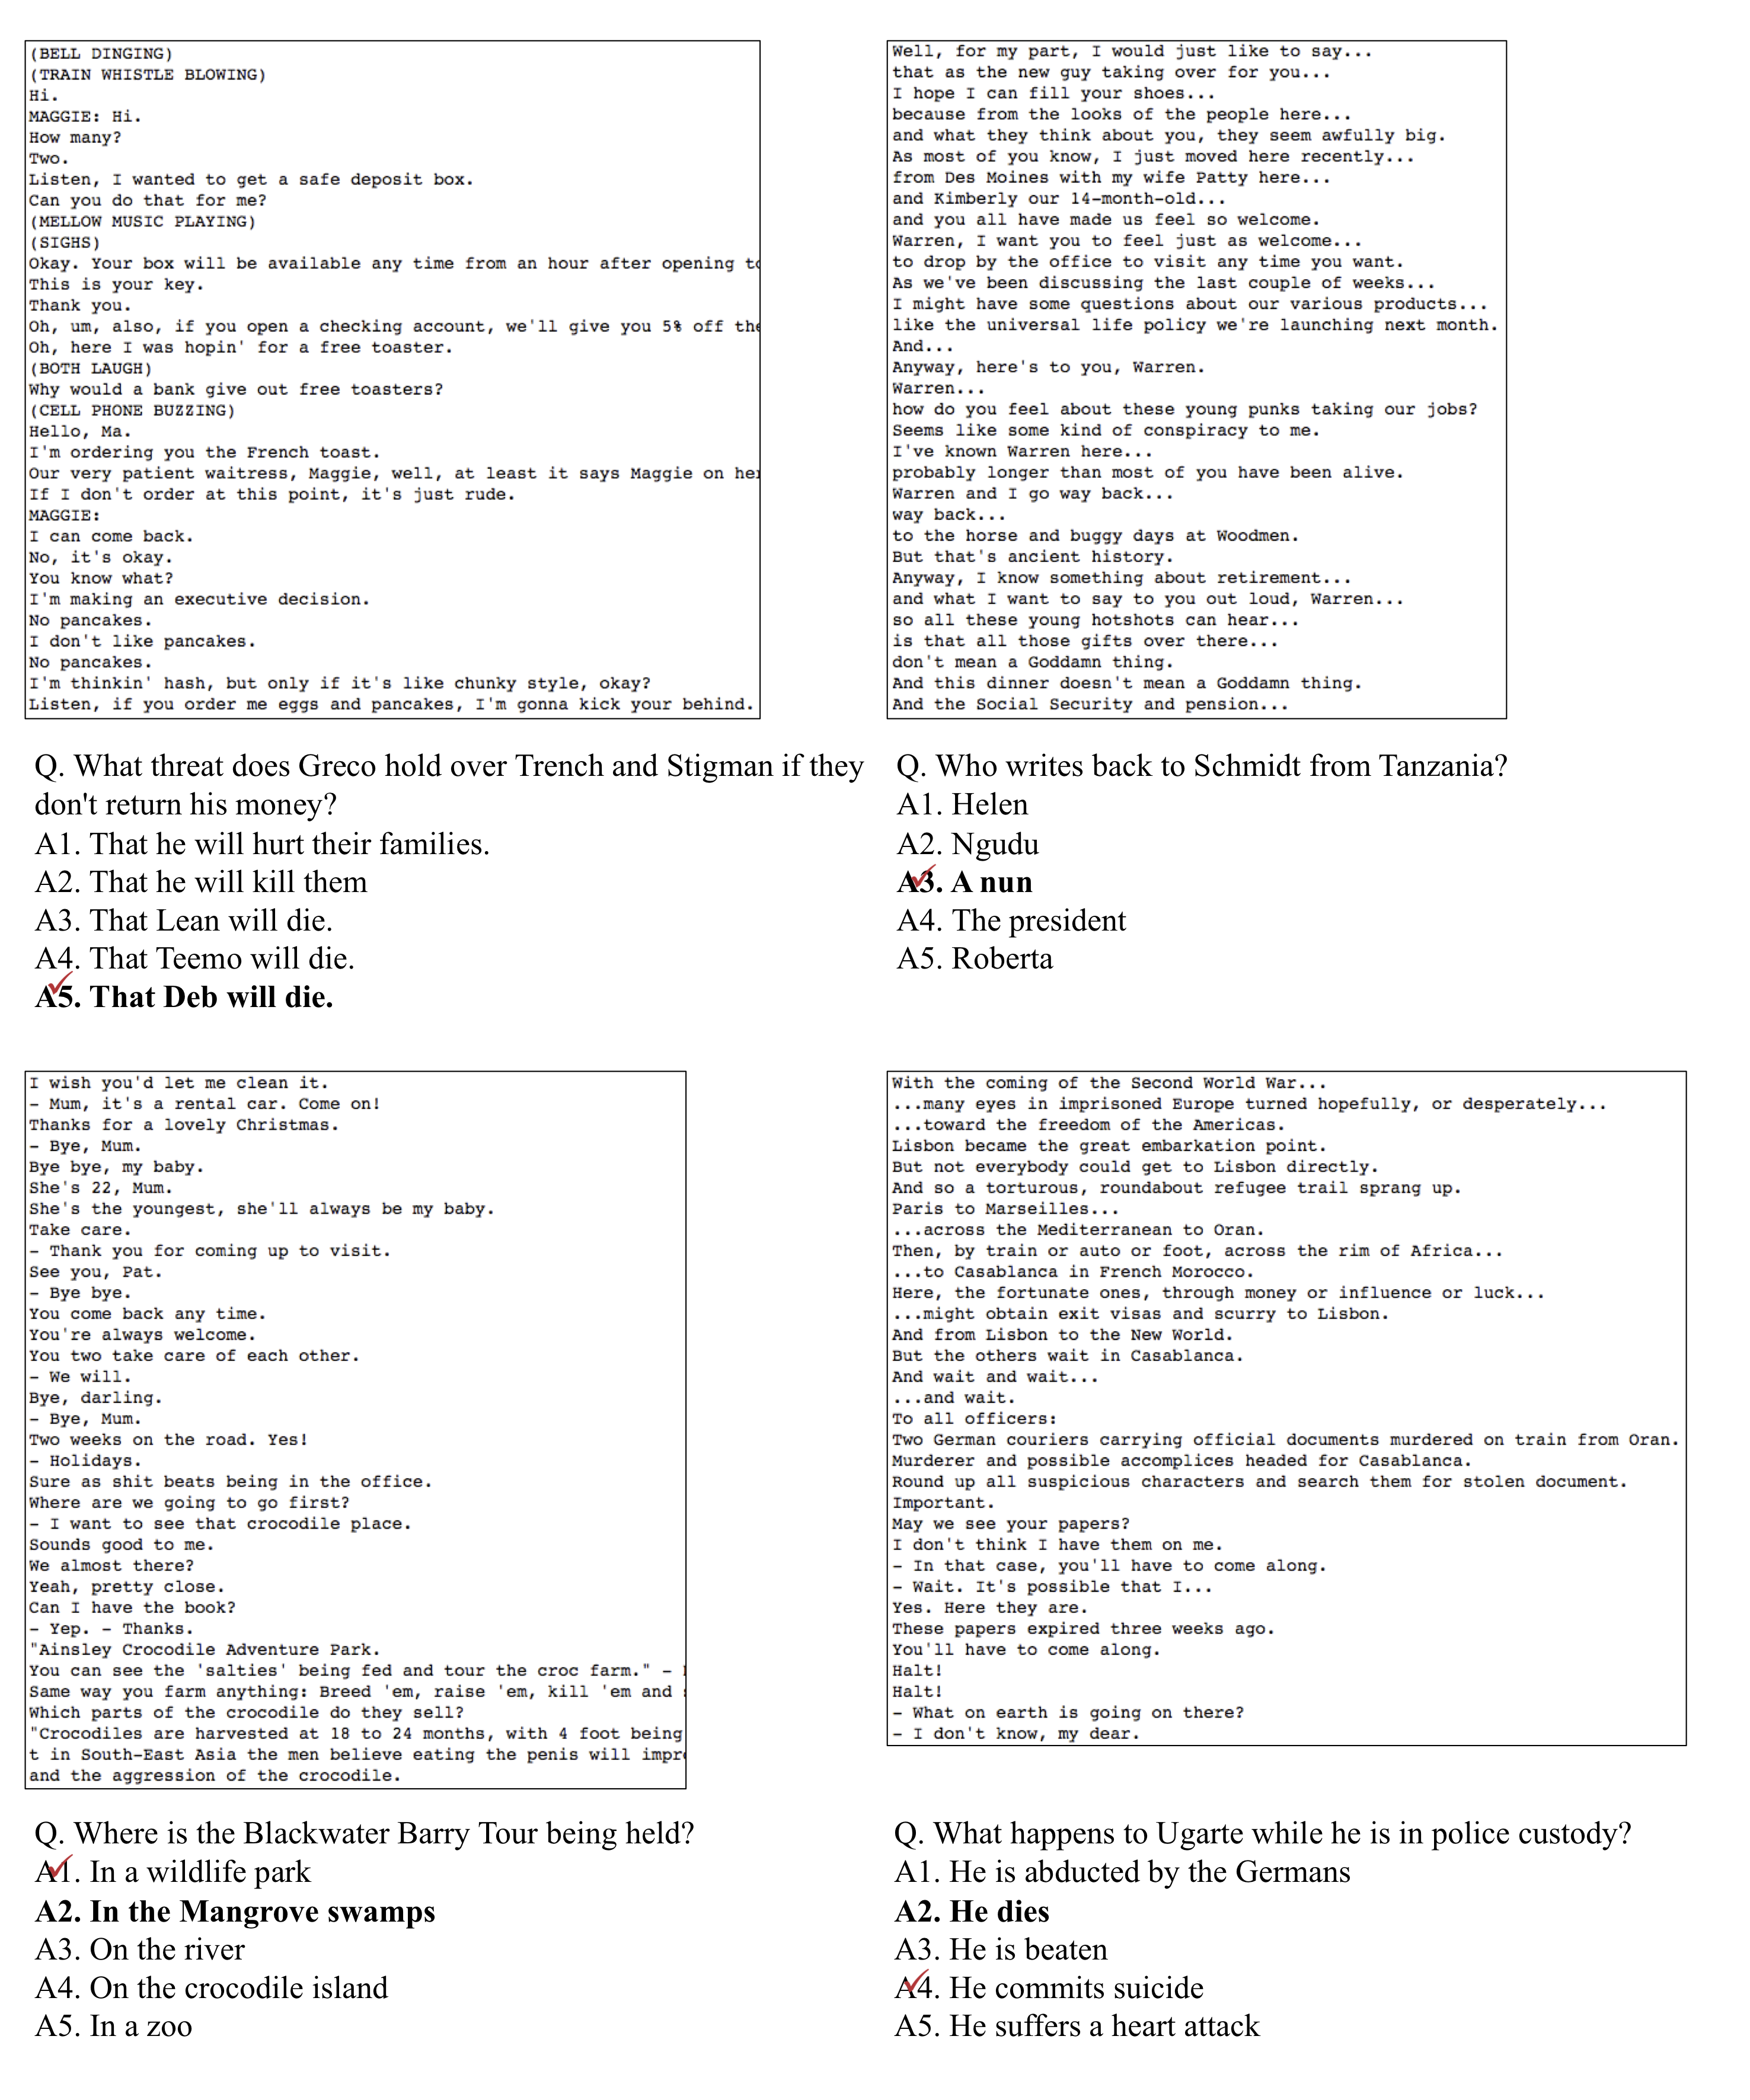 (BELL DINGING)
(TRAIN WHISTLE BLOWING)
Hi.
MAGGIE: Hi.
How many?
Two.
Listen, I wanted to get a safe deposit box.
Can you do that for me?
(MELLOW MUSIC PLAYING)
(SIGHS)
Okay. Your box will be available any time from an hour after opening
This is your key.
Thank you.
Oh, um, also, if you open a checking account, we'll give you 5% off
Oh, here I was hopin' for a free toaster.
(BOTH LAUGH)
Why would a bank give out free toasters?
(CELL PHONE BUZZING)
Hello, Ma.
I'm ordering you the French toast.
Our very patient waitress, Maggie, well, at least it says Maggie on
If I don't order at this point, it's just rude.
MAGGIE:
I can come back.
No, it's okay.
You know what?
I'm making an executive decision.
No pancakes.
I don't like pancakes.
No pancakes.
I'm thinkin' hash, but only if it's like chunky style, okay?
Listen, if you order me eggs and pancakes, I'm gonna kick your behind.
Q. What threat does Greco hold over Trench and Stigman if they
don't return his money?
A1. That he will hurt their families.
A2. That he will kill them
A3. That Lean will die.
A4. That Teemo will die.
A5. That Deb will die.
Well, for my part, I would just like to say...
that as the new guy taking over for you...
I hope I can fill your shoes...
because from the looks of the people here...
and what they think about you, they seem awfully big.
As most of you know, I just moved here recently...
from Des Moines with my wife Patty here...
and Kimberly our 14-month-old...
and you all have made us feel so welcome.
Warren, I want you to feel just as welcome...
to drop by the office to visit any time you want.
As we've been discussing the last couple of weeks...
I might have some questions about our various products...
like the universal life policy we're launching next month.
And...
Anyway, here's to you, Warren.
Warren...
how do you feel about these young punks taking our jobs?
Seems like some kind of conspiracy to me.
I've known Warren here...
probably longer than most of you have been alive.
Warren and I go way back...
way back...
to the horse and buggy days at Woodmen.
But that's ancient history.
Anyway, I know something about retirement...
and what I want to say to you out loud, Warren...
so all these young hotshots can hear...
is that all those gifts over there...
don't mean a Goddamn thing.
And this dinner doesn't mean a Goddamn thing.
And the Social Security and pension...
Q. Who writes back to Schmidt from Tanzania?
A1. Helen
A2. Ngudu
A3. A nun
A4. The president
A5. Roberta
I wish you'd let me clean it.
- Mum, it's a rental car. Come on!
Thanks for a lovely Christmas.
- Bye, Mum.
Bye bye, my baby.
She's 22, Mum.
She's the youngest, she'll always be my baby.
Take care.
- Thank you for coming up to visit.
See you, Pat.
- Bye bye.
You come back any time.
You're always welcome.
You two take care of each other.
- We will.
Bye, darling.
- Bye, Mum.
Two weeks on the road. Yes!
- Holidays.
Sure as shit beats being in the office.
Where are we going to go first?
- I want to see that crocodile place.
Sounds good to me.
We almost there?
Yeah, pretty close.
Can I have the book?
- Yep. - Thanks.
"Ainsley Crocodile Adventure Park.
You can see the 'salties' being fed and tour the croc farm." -
Same way you farm anything: Breed 'em, raise 'em, kill 'em and
Which parts of the crocodile do they sell?
"Crocodiles are harvested at 18 to 24 months, with 4 foot being
t in South-East Asia the men believe eating the penis will
and the aggression of the crocodile.
Q. Where is the Blackwater Barry Tour being held?
A1. In a wildlife park
A2. In the Mangrove swamps
A3. On the river
A4. On the crocodile island
A5. In a zoo
With the coming of the Second World War...
...many eyes in imprisoned Europe turned hopefully, or desperately...
...toward the freedom of the Americas.
Lisbon became the great embarkation point.
But not everybody could get to Lisbon directly.
And so a torturous, roundabout refugee trail sprang up.
Paris to Marseilles...
...across the Mediterranean to Oran.
Then, by train or auto or foot, across the rim of Africa...
...to Casablanca in French Morocco.
Here, the fortunate ones, through money or influence or luck...
...might obtain exit visas and scurry to Lisbon.
And from Lisbon to the New World.
But the others wait in Casablanca.
And wait and wait...
...and wait.
To all officers:
Two German couriers carrying official documents murdered on train from Oran.
Murderer and possible accomplices headed for Casablanca.
Round up all suspicious characters and search them for stolen document.
Important.
May we see your papers?
I don't think I have them on me.
- In that case, you'll have to come along.
- Wait. It's possible that I...
Yes. Here they are.
These papers expired three weeks ago.
You'll have to come along.
Halt!
Halt!
- What on earth is going on there?
- I don't know, my dear.
Q. What happens to Ugarte while he is in police custody?
A1. He is abducted by the Germans
A2. He dies
A3. He is beaten
A4. He commits suicide
A5. He suffers a heart attack